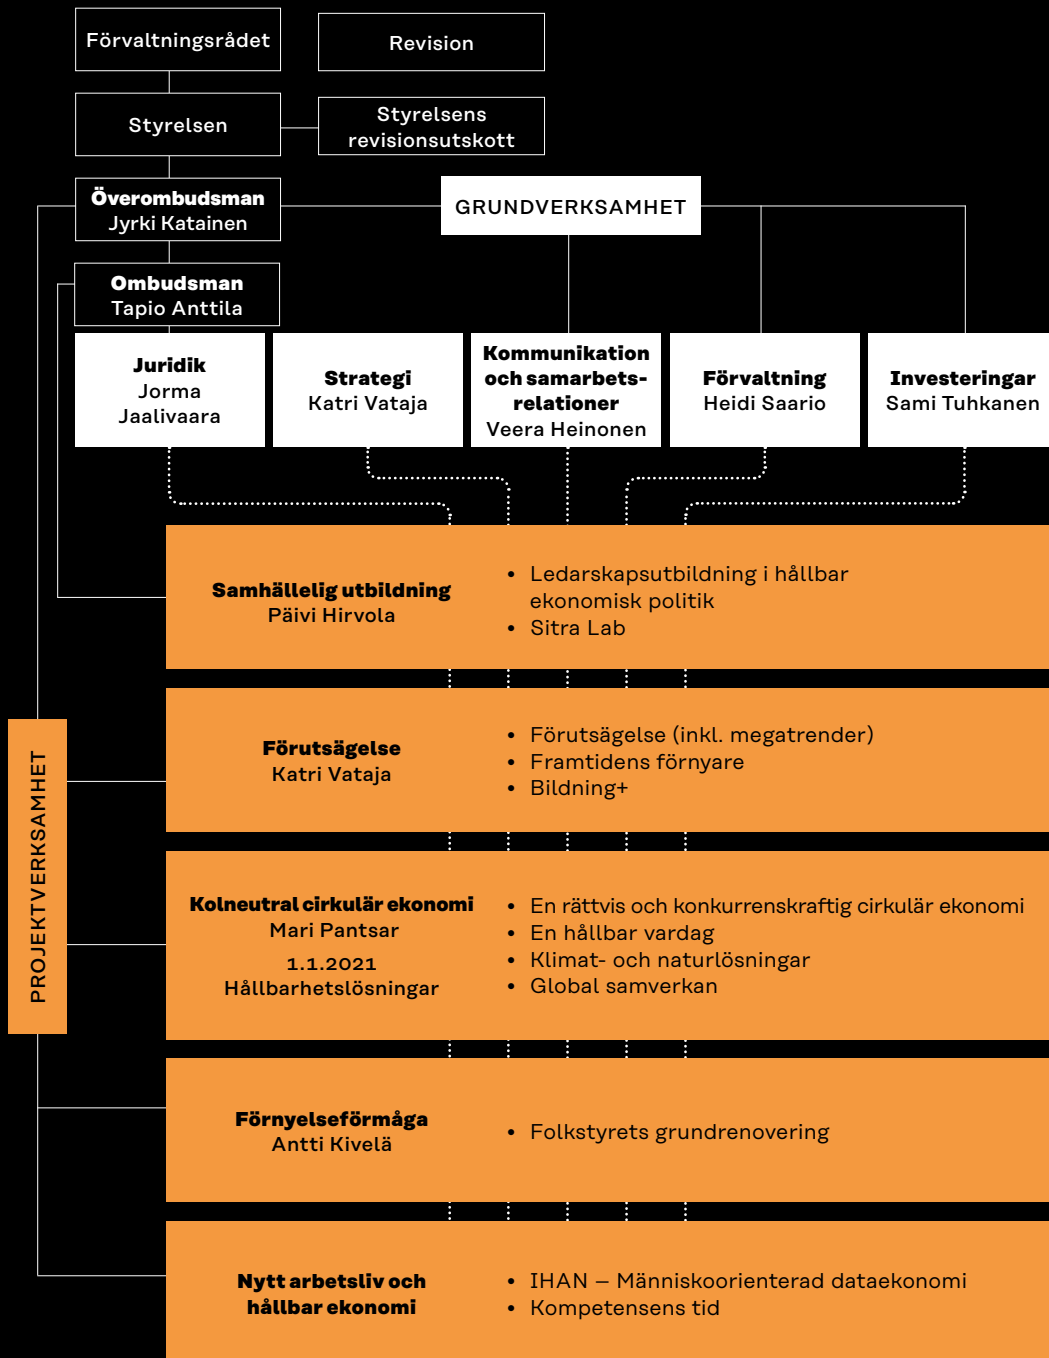 Förvaltningsrådet
Revision
Styrelsen
Styrelsens
revisionsutskott
Överombudsman
Jyrki Katainen
GRUNDVERKSAMHET
Ombudsman
Tapio Anttila
Juridik
Jorma
Jaalivaara
Strategi
Katri Vataja
Kommunikation
och samarbets-
relationer
Veera Heinonen
Förvaltning
Heidi Saario
Investeringar
Sami Tuhkanen
PROJEKTVERKSAMHET
Samhällelig utbildning
Päivi Hirvola
• Ledarskapsutbildning i hållbar
ekonomisk politik
• Sitra Lab
Förutsägelse
Katri Vataja
• Förutsägelse (inkl. megatrender)
• Framtidens förnyare
• Bildning+
Kolneutral cirkulär ekonomi
Mari Pantsar
1.1.2021
Hållbarhetslösningar
• En rättvis och konkurrenskraftig cirkulär ekonomi
• En hållbar vardag
• Klimat- och naturlösningar
• Global samverkan
Förnyelseförmåga
Antti Kivelä
• Folkstyrets grundrenovering
Nytt arbetsliv och
hållbar ekonomi
• IHAN – Människoorienterad dataekonomi
• Kompetensens tid